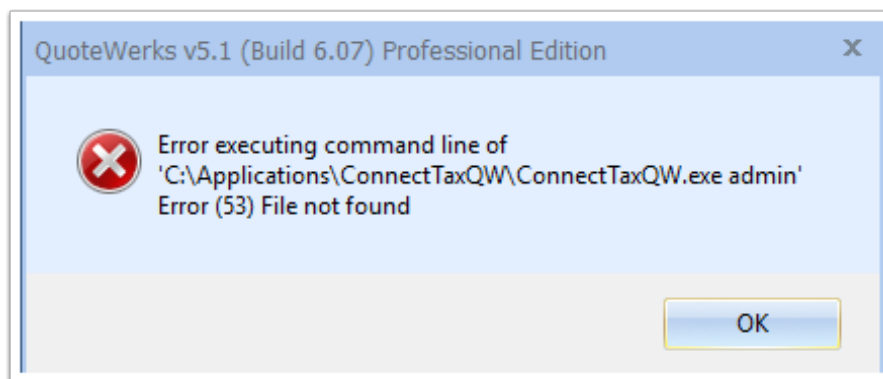 QuoteWerks v5.1 (Build 6.07) Professional Edition
Error executing command line of
'C:\Applications\ConnectTaxQW\ConnectTaxQW.exe admin'
Error (53) File not found
OK